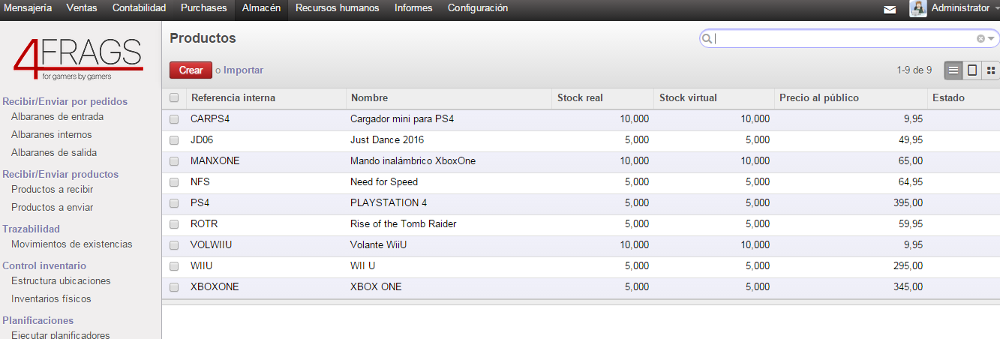 Mensajería Ventas Contabilidad Purchases Almacén Recursos humanos Informes Configuración Administrator
4FRAGS
for gamers by gamers
Recibir/Enviar por pedidos
Albaranes de entrada
Albaranes internos
Albaranes de salida
Recibir/Enviar productos
Productos a recibir
Productos a enviar
Trazabilidad
Movimientos de existencias
Control inventario
Estructura ubicaciones
Inventarios físicos
Planificaciones
Ejecutar planificadores
Productos
Crear o Importar
1-9 de 9
Referencia interna Nombre Stock real Stock virtual Precio al público Estado
CARPS4 Cargador mini para PS4 10,000 10,000 9,95
JD06 Just Dance 2016 5,000 5,000 49,95
MANXONE Mando inalámbrico XboxOne 10,000 10,000 65,00
NFS Need for Speed 5,000 5,000 64,95
PS4 PLAYSTATION 4 5,000 5,000 395,00
ROTR Rise of the Tomb Raider 5,000 5,000 59,95
VOLWIIU Volante WiiU 10,000 10,000 9,95
WIIU WII U 5,000 5,000 295,00
XBOXONE XBOX ONE 5,000 5,000 345,00